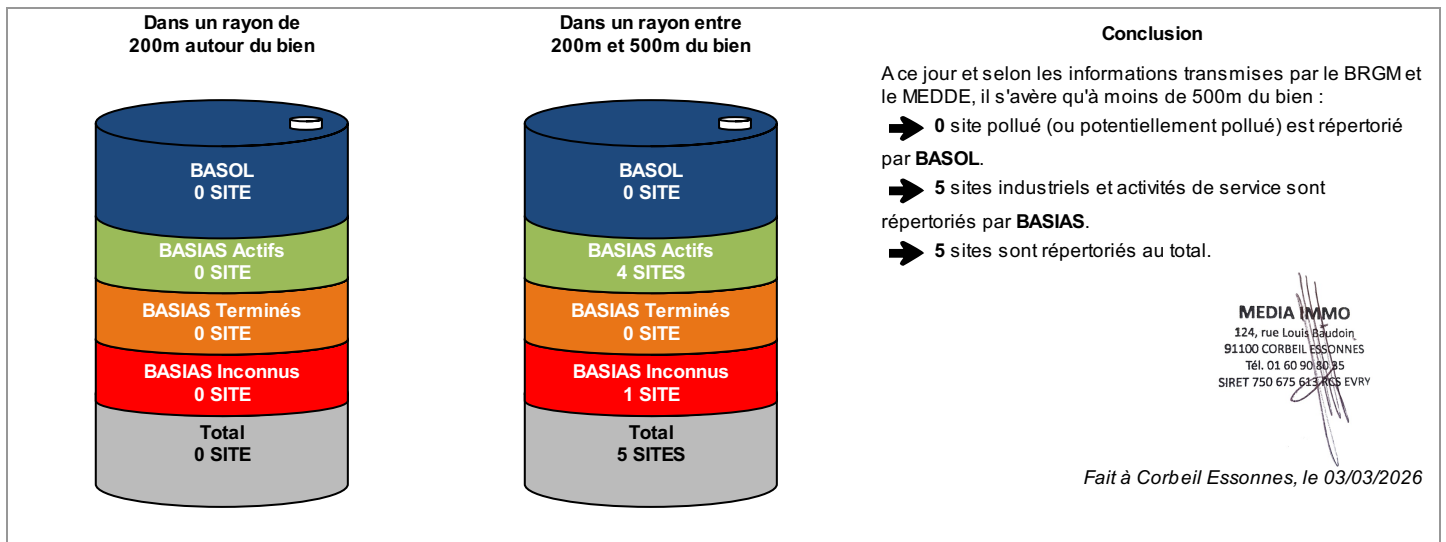 Dans un rayon de
200m autour du bien
BASOL
0 SITE
BASIAS Actifs
0 SITE
BASIAS Terminés
0 SITE
BASIAS Inconnus
0 SITE
Total
0 SITE
Dans un rayon entre
200m et 500m du bien
BASOL
0 SITE
BASIAS Actifs
4 SITES
BASIAS Terminés
0 SITE
BASIAS Inconnus
1 SITE
Total
5 SITES
Conclusion
A ce jour et selon les informations transmises par le BRGM et
le MEDDE, il s'avère qu'à moins de 500m du bien :
0 site pollué (ou potentiellement pollué) est répertorié
par BASOL.
5 sites industriels et activités de service sont
répertoriés par BASIAS.
5 sites sont répertoriés au total.
MEDIA IMMO
124, rue Louis Baudoin
91100 CORBEIL ESSONNES
Tél. 01 60 90 80 85
SIRET 750 675 613 RCS EVRY
Fait à Corbeil Essonnes, le 03/03/2026